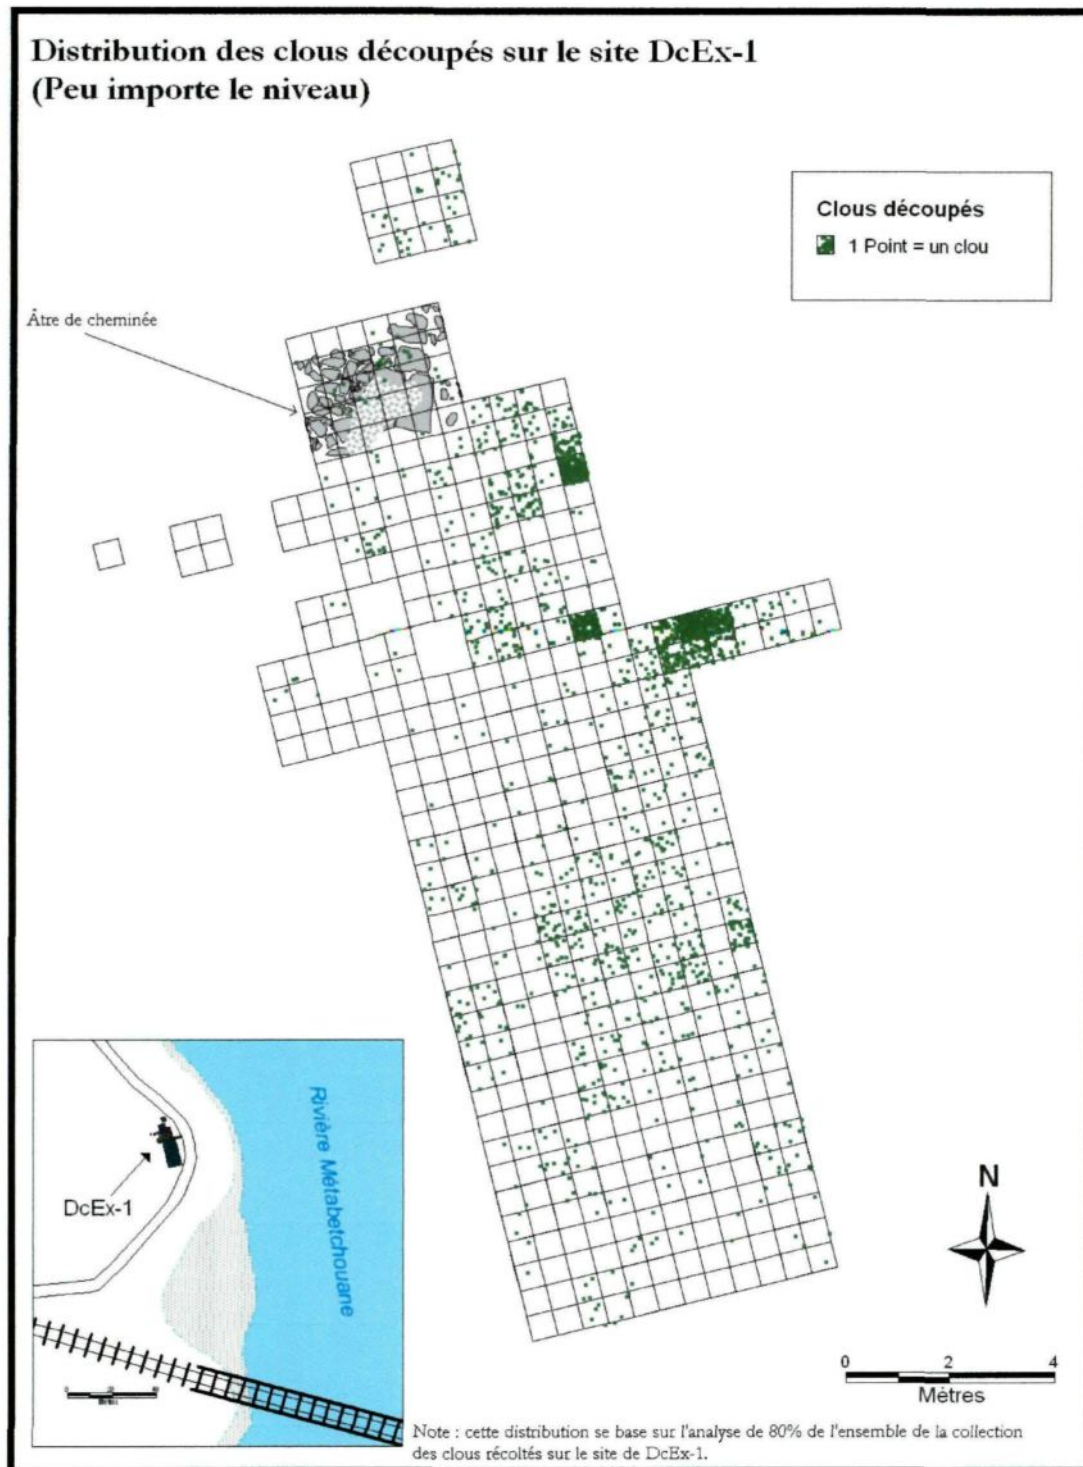 Distribution des clous découpés sur le site DcEx-1
(Peu importe le niveau)
Clous découpés
1 Point = un clou
Âtre de cheminée
Rivière Métabetchouane
DcEx-1
N
0 2 4
Métres
Note : cette distribution se base sur l'analyse de 80% de l'ensemble de la collection
des clous récoltés sur le site de DcEx-1.